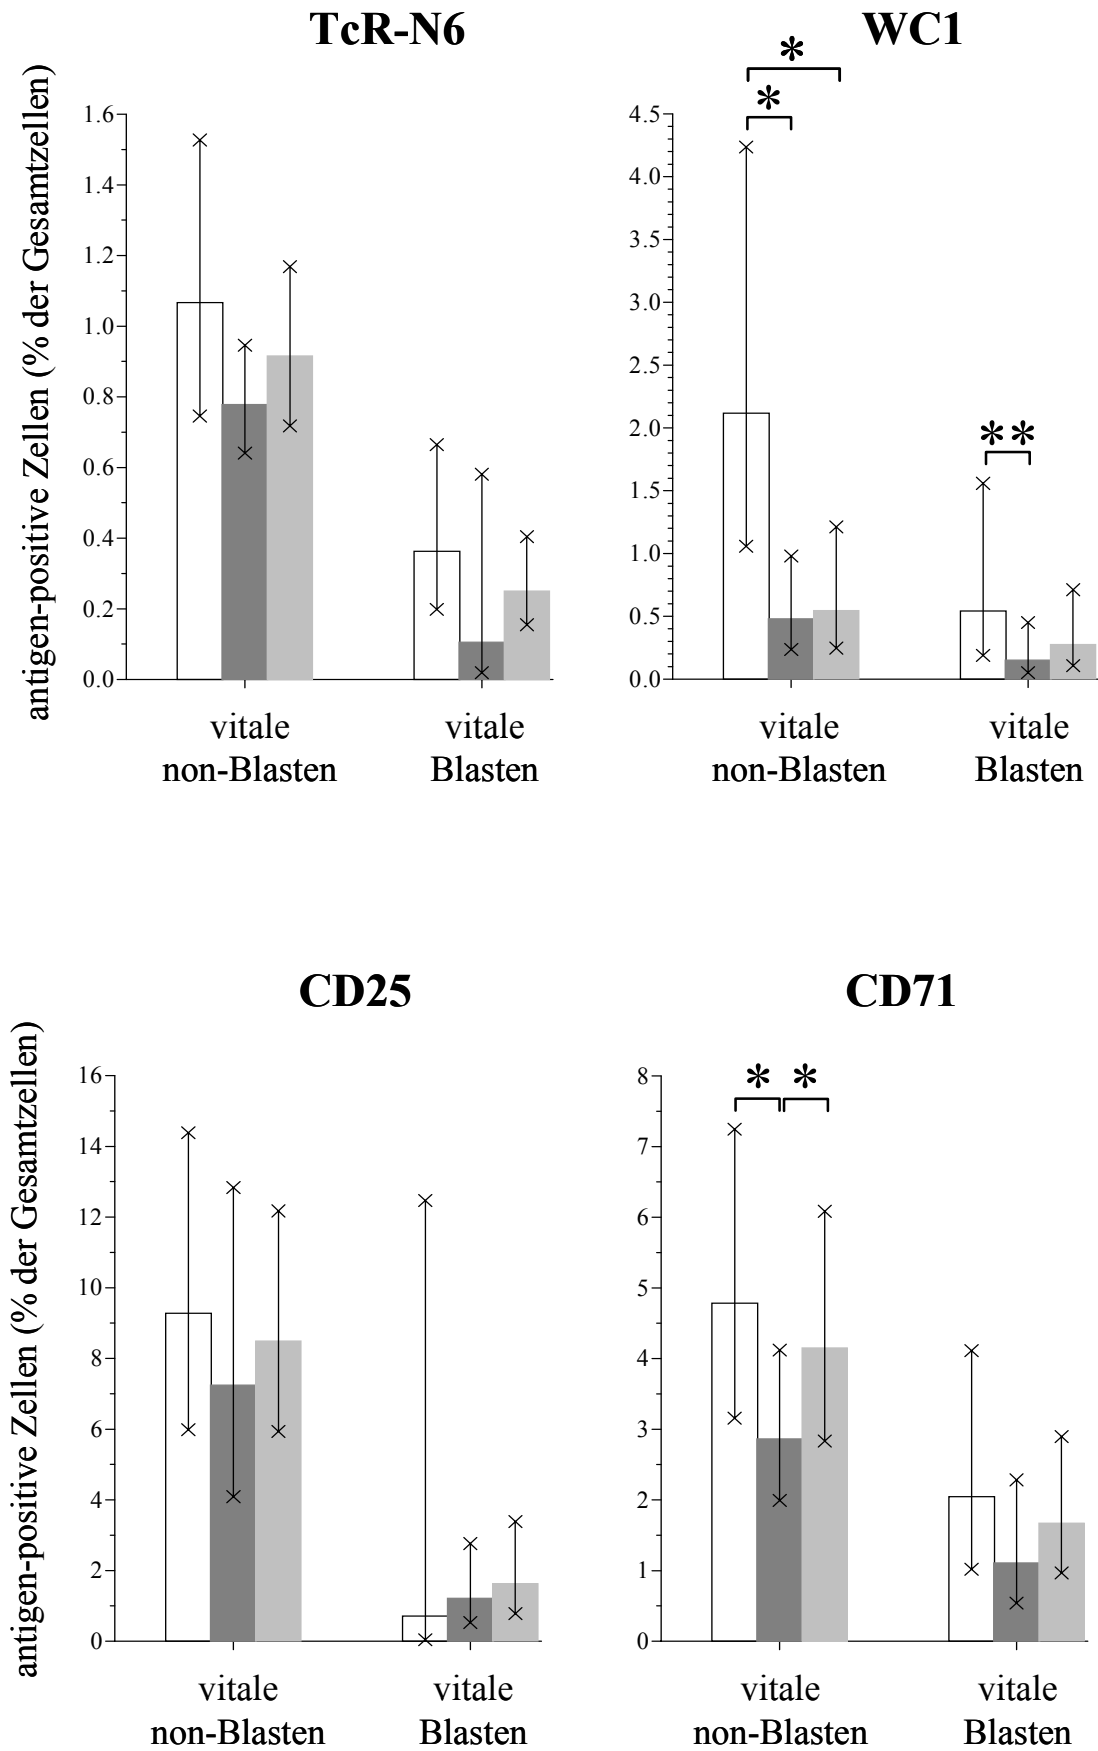 TcR-N6
WC1
antigen-positive Zellen (% der Gesamtzellen)
1.6
1.4
1.2
1.0
0.8
0.6
0.4
0.2
0.0
vitale
non-Blasten
vitale
Blasten
*
*
**
4.5
4.0
3.5
3.0
2.5
2.0
1.5
1.0
0.5
0.0
vitale
non-Blasten
vitale
Blasten
CD25
CD71
antigen-positive Zellen (% der Gesamtzellen)
16
14
12
10
8
6
4
2
0
vitale
non-Blasten
vitale
Blasten
* *
8
7
6
5
4
3
2
1
0
vitale
non-Blasten
vitale
Blasten